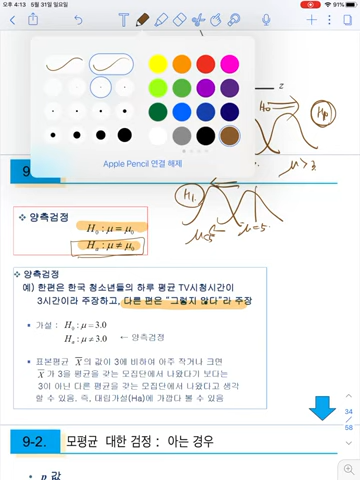 오후 4:13 5월 31일 일요일
Apple Pencil 연결 해제
z
H₀
Ha
μ>3
H₁
μ=5
❖ 양측검정
H₀ : μ = μ₀
Hₐ : μ ≠ μ₀
❖ 양측검정
예) 한편은 한국 청소년들의 하루 평균 TV시청시간이
3시간이라 주장하고, 다른 편은 "그렇지 않다"라 주장
• 가설 : H₀ : μ = 3.0
Hₐ : μ ≠ 3.0 ← 양측검정
• 표본평균 X̄의 값이 3에 비하여 아주 작거나 크면
X̄가 3을 평균을 갖는 모집단에서 나왔다기 보다는
3이 아닌 다른 평균을 갖는 모집단에서 나왔다고 생각
할 수 있음. 즉, 대립가설(Ha)에 가깝다 볼 수 있음
34
58
9-2. 모평균 대한 검정 : 아는 경우
• p 값